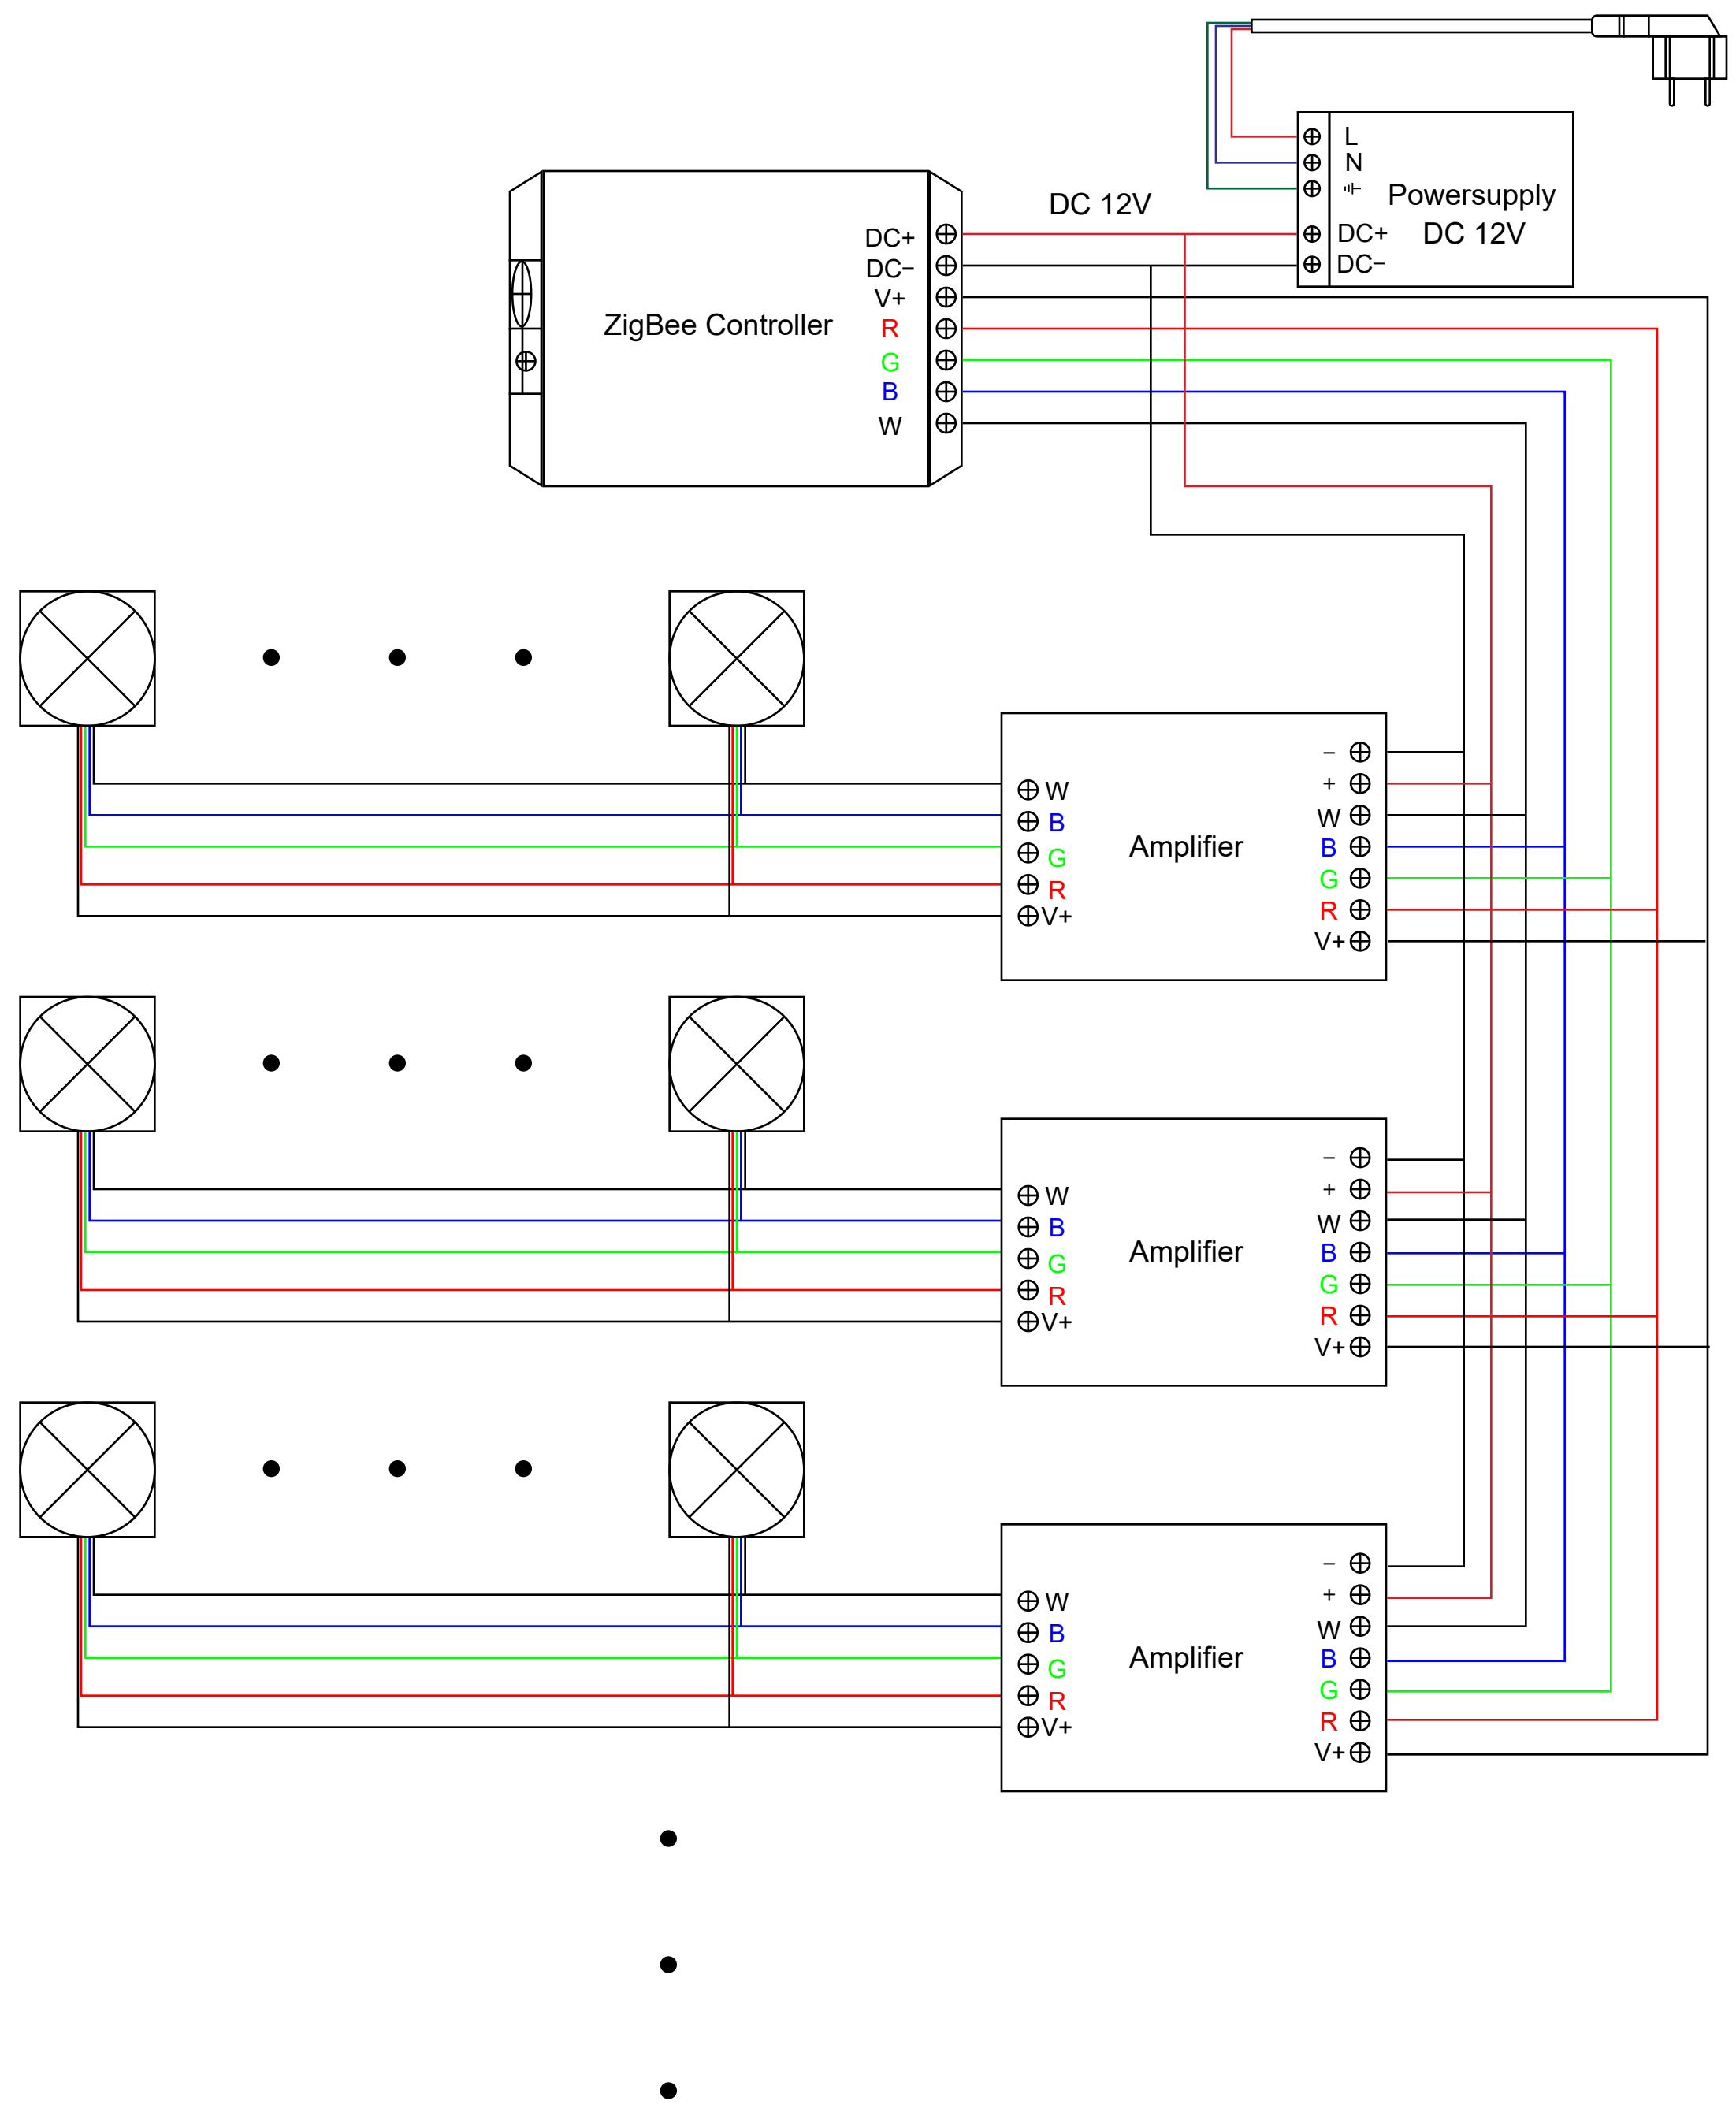 L
N
Powersupply
DC 12V
DC+
DC−
DC 12V
DC+
DC−
V+
R
G
B
W
ZigBee Controller
W
B
G
R
V+
Amplifier
−
+
W
B
G
R
V+
W
B
G
R
V+
Amplifier
−
+
W
B
G
R
V+
W
B
G
R
V+
Amplifier
−
+
W
B
G
R
V+